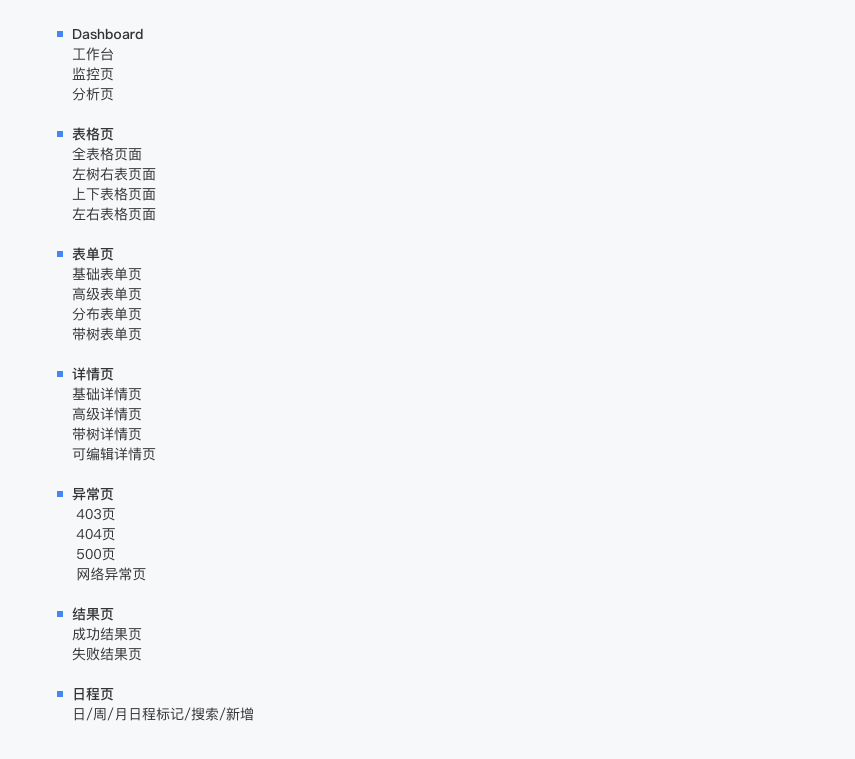 Dashboard
工作台
监控页
分析页
表格页
全表格页面
左树右表页面
上下表格页面
左右表格页面
表单页
基础表单页
高级表单页
分布表单页
带树表单页
详情页
基础详情页
高级详情页
带树详情页
可编辑详情页
异常页
403页
404页
500页
网络异常页
结果页
成功结果页
失败结果页
日程页
日/周/月日程标记/搜索/新增